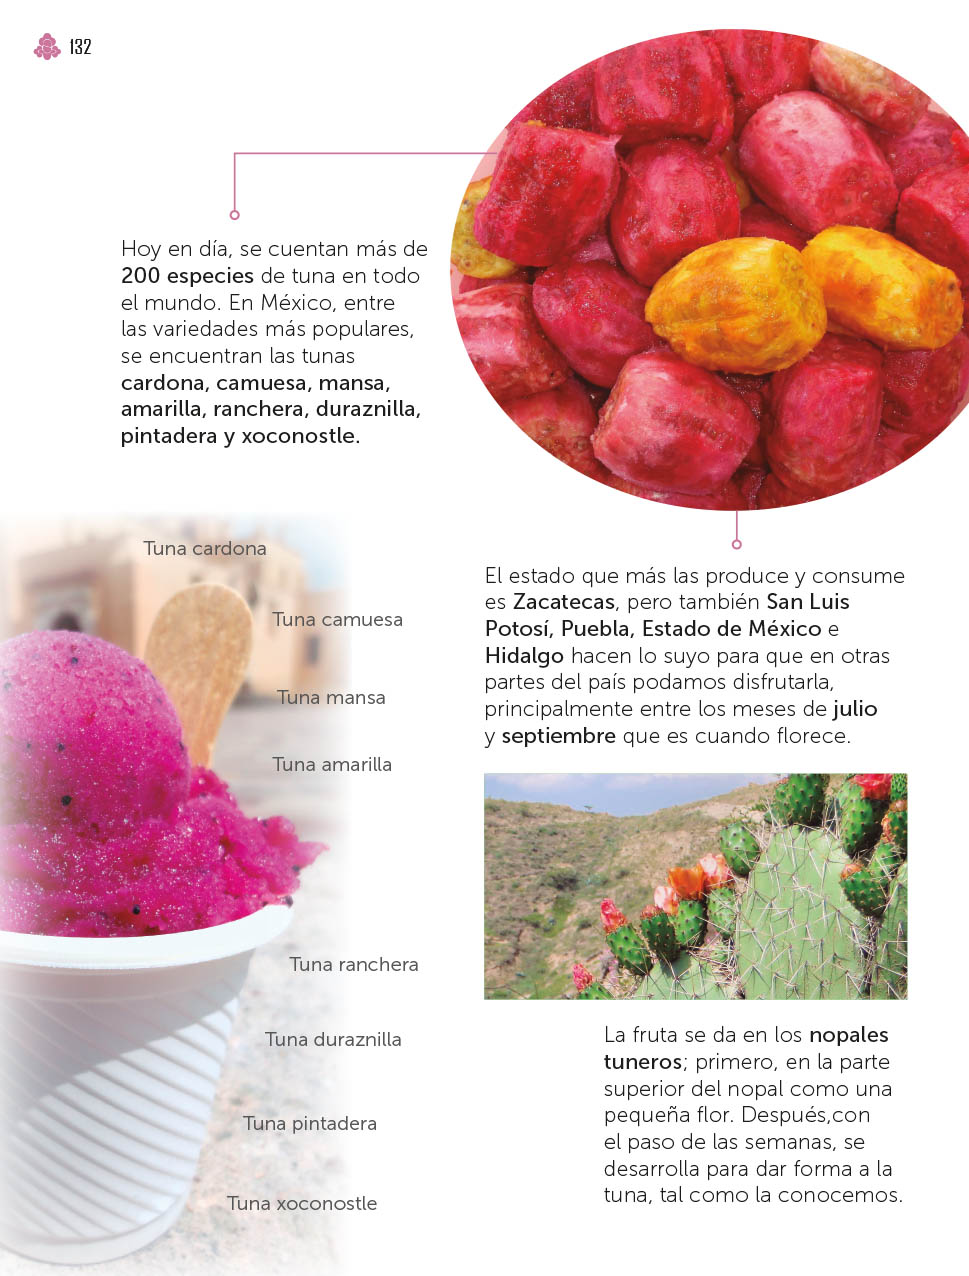 132
Hoy en día, se cuentan más de
200 especies de tuna en todo
el mundo. En México, entre
las variedades más populares,
se encuentran las tunas
cardona, camuesa, mansa,
amarilla, ranchera, duraznilla,
pintadera y xoconostle.
Tuna cardona
Tuna camuesa
Tuna mansa
Tuna amarilla
Tuna ranchera
Tuna duraznilla
Tuna pintadera
Tuna xoconostle
El estado que más las produce y consume
es Zacatecas, pero también San Luis
Potosí, Puebla, Estado de México e
Hidalgo hacen lo suyo para que en otras
partes del país podamos disfrutarla,
principalmente entre los meses de julio
y septiembre que es cuando florece.
La fruta se da en los nopales
tuneros; primero, en la parte
superior del nopal como una
pequeña flor. Después,con
el paso de las semanas, se
desarrolla para dar forma a la
tuna, tal como la conocemos.